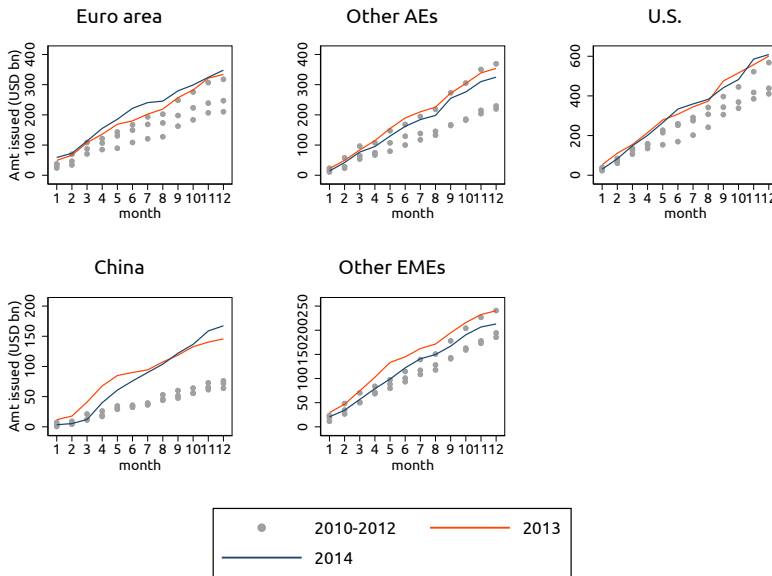 Euro area
Other AEs
U.S.
Amt issued (USD bn)
400
300
200
100
0
1 2 3 4 5 6 7 8 9 10 11 12
month
400
300
200
100
0
1 2 3 4 5 6 7 8 9 10 11 12
month
600
400
200
0
1 2 3 4 5 6 7 8 9 10 11 12
month
China
Other EMEs
Amt issued (USD bn)
200
150
100
50
0
1 2 3 4 5 6 7 8 9 10 11 12
month
250
200
150
100
50
0
1 2 3 4 5 6 7 8 9 10 11 12
month
2010-2012
2013
2014